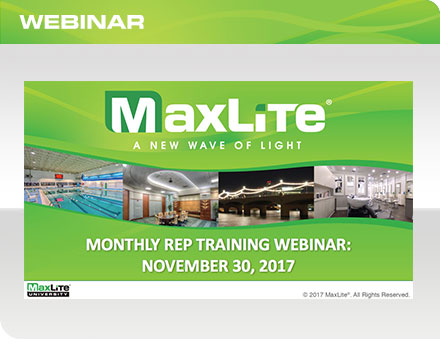 WEBINAR
MAXLITE®
A NEW WAVE OF LIGHT
MONTHLY REP TRAINING WEBINAR:
NOVEMBER 30, 2017
MAXLITE
UNIVERSITY
© 2017 MaxLite®. All Rights Reserved.